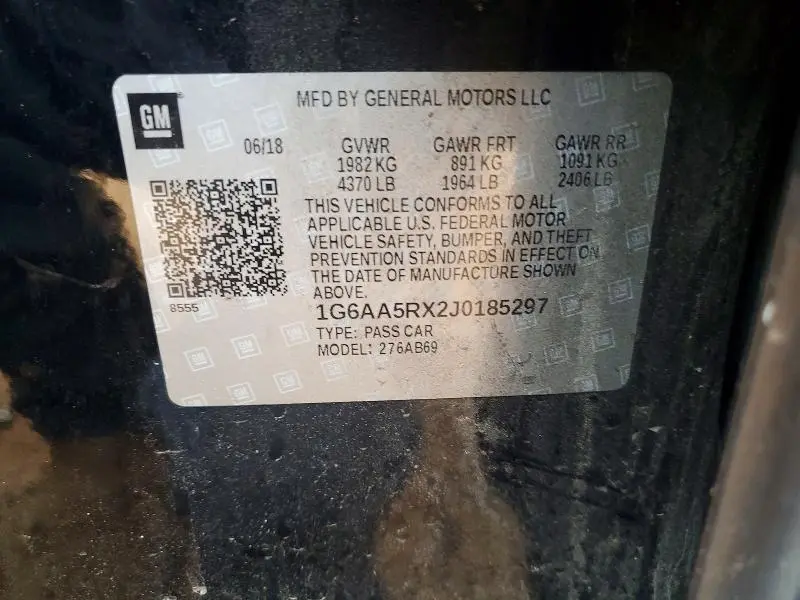 GM
MFD BY GENERAL MOTORS LLC
06/18 GVWR GAWR FRT GAWR RR
1982 KG 891 KG 1091 KG
4370 LB 1964 LB 2406 LB
THIS VEHICLE CONFORMS TO ALL
APPLICABLE U.S. FEDERAL MOTOR
VEHICLE SAFETY, BUMPER, AND THEFT
PREVENTION STANDARDS IN EFFECT ON
THE DATE OF MANUFACTURE SHOWN
ABOVE.
8555
1G6AA5RX2J0185297
TYPE: PASS CAR
MODEL: 276AB69